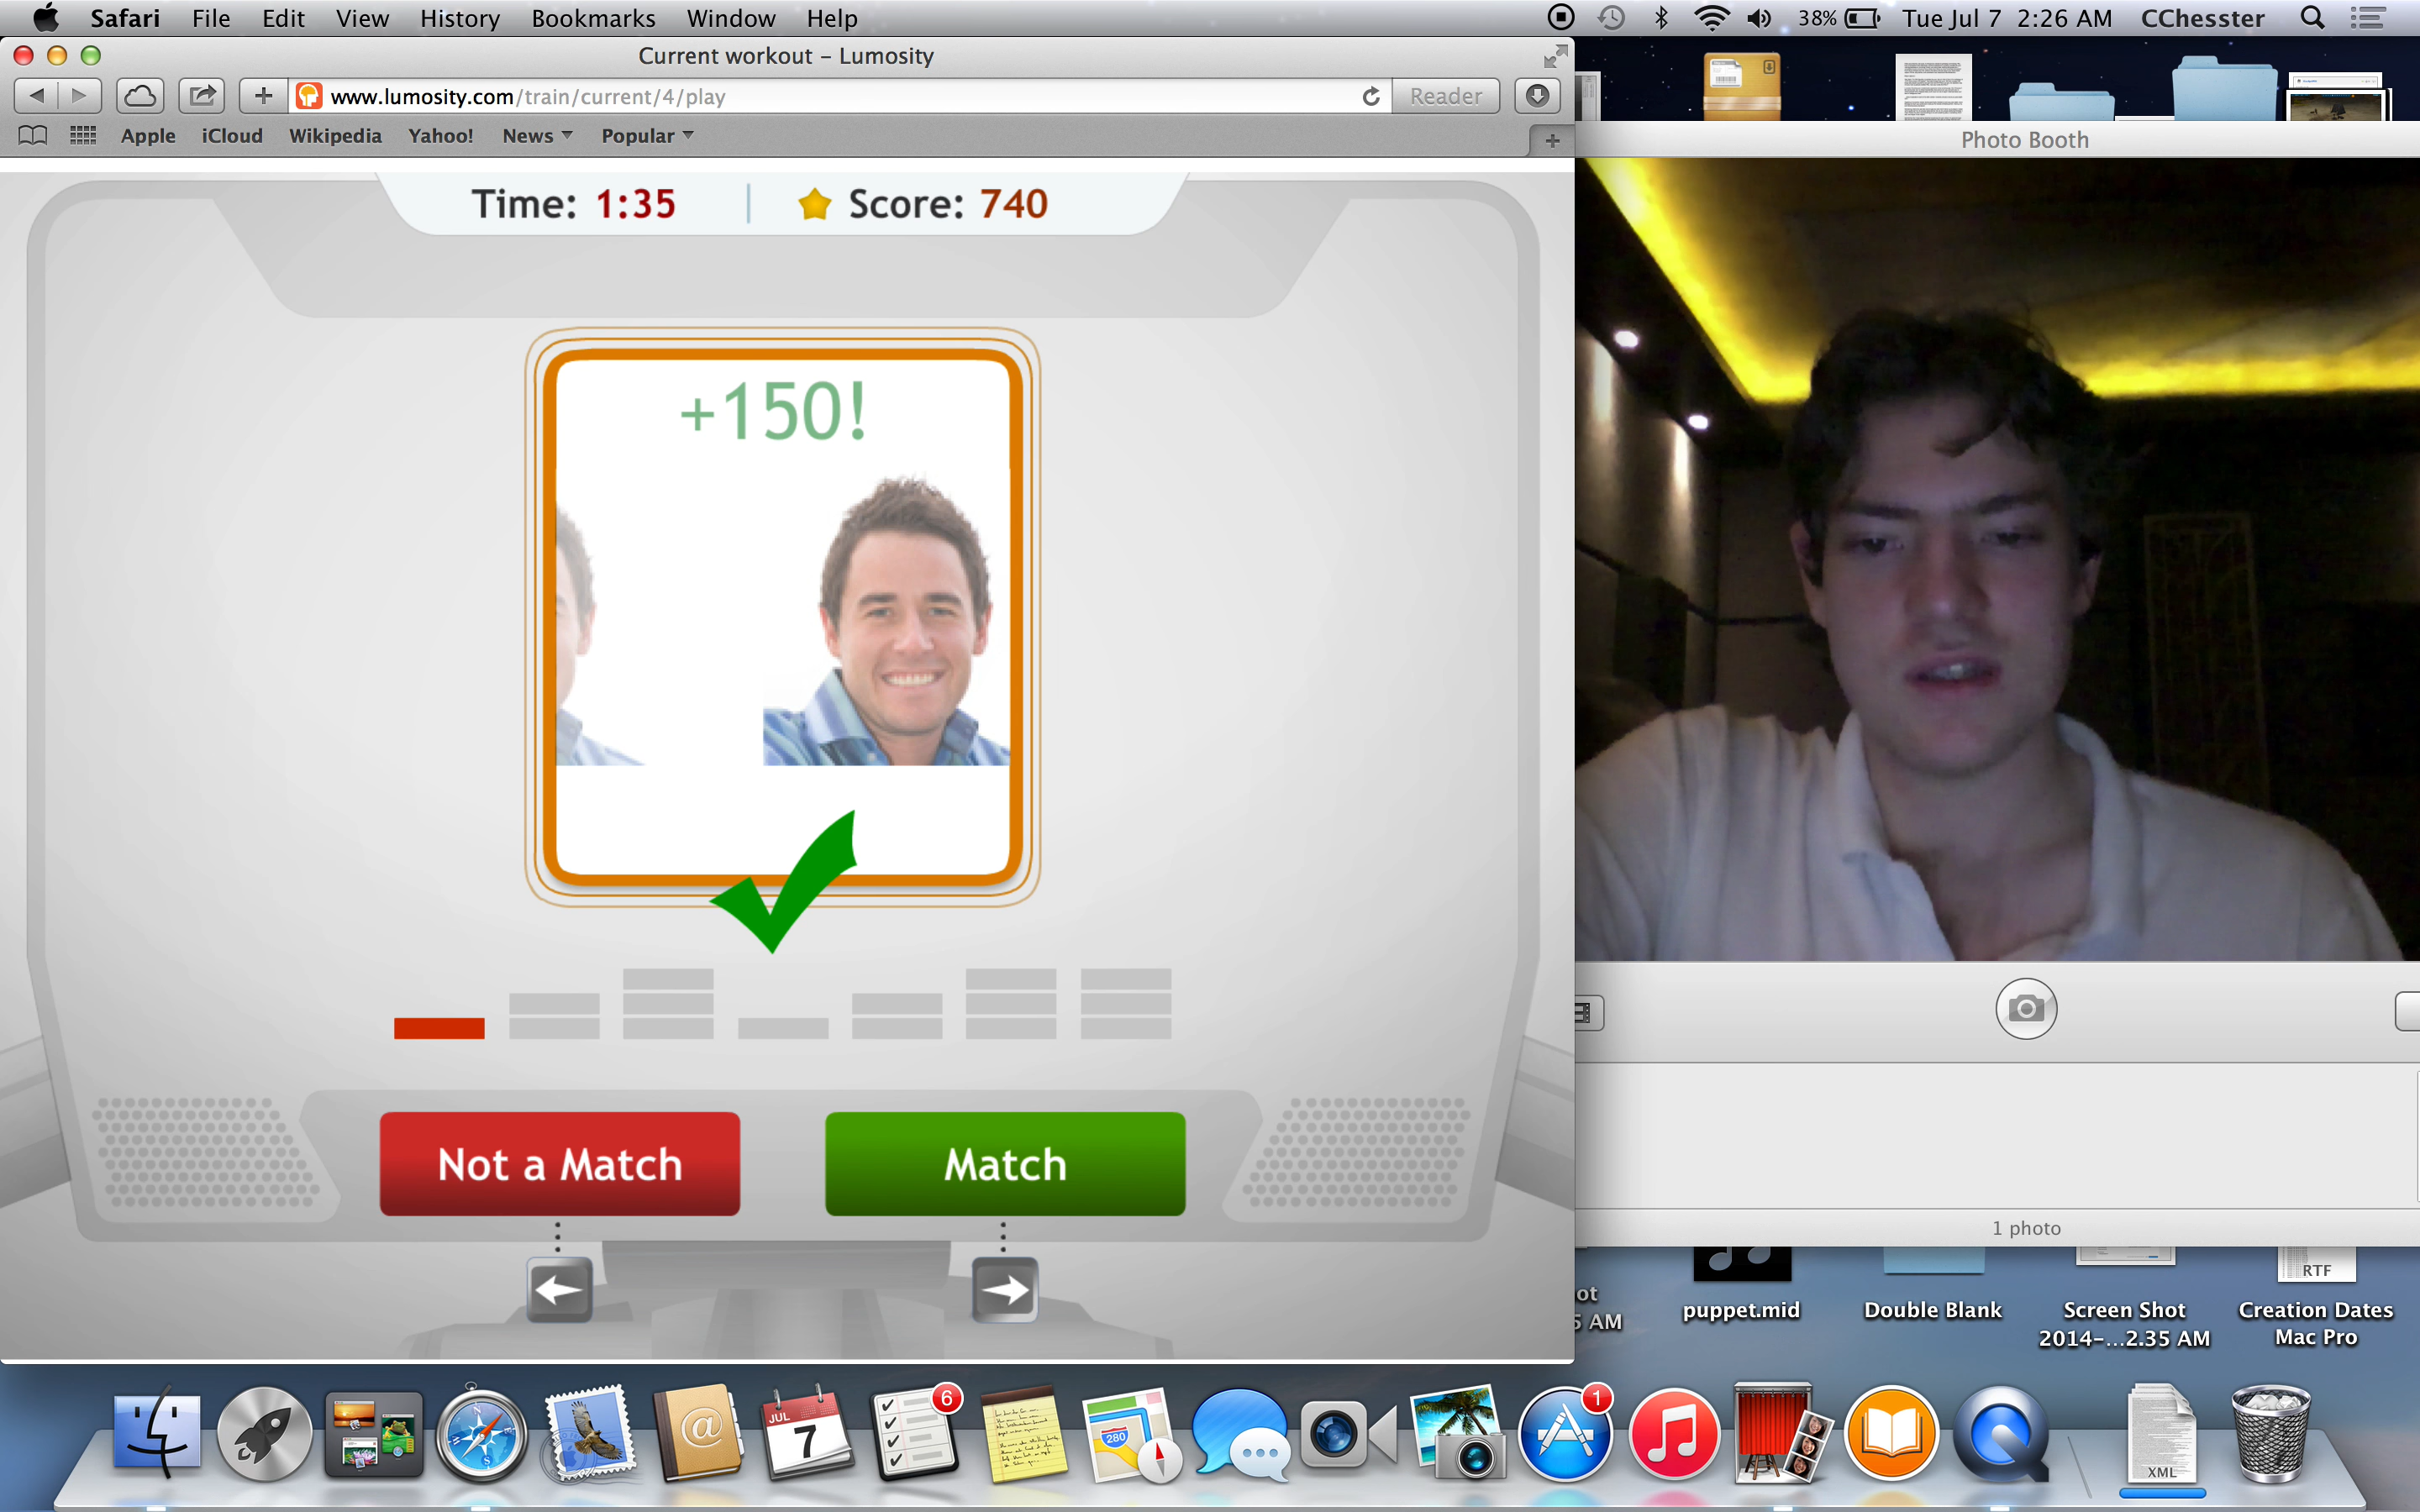 Safari File Edit View History Bookmarks Window Help
38% Tue Jul 7 2:26 AM CChesster
Current workout – Lumosity
www.lumosity.com/train/current/4/play
Reader
Apple iCloud Wikipedia Yahoo! News Popular
Photo Booth
Time: 1:35
Score: 740
+150!
Not a Match
Match
1 photo
RTF
ot
5 AM
puppet.mid
Double Blank
Screen Shot
2014-...2.35 AM
Creation Dates
Mac Pro
JUL
7
6
280
1
XML